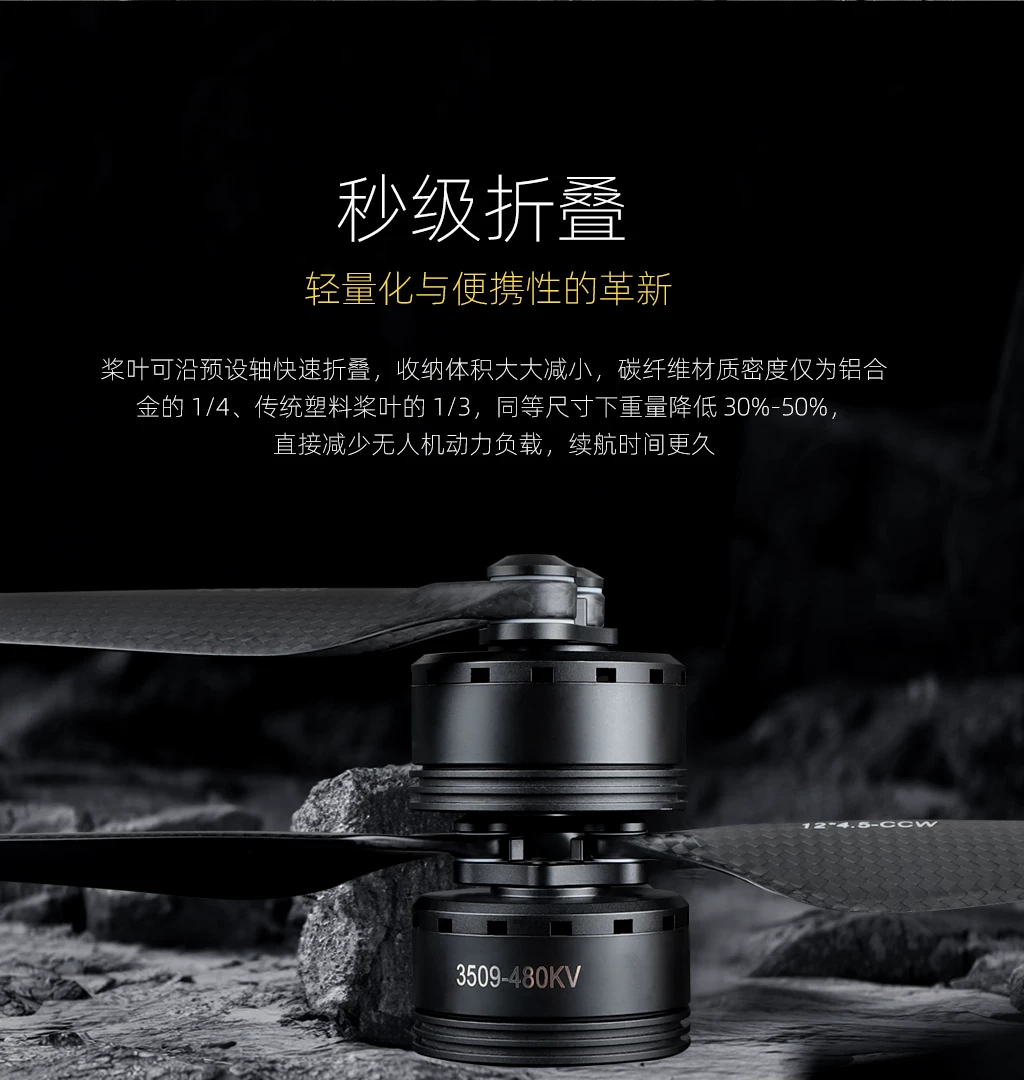 秒级折叠
轻量化与便携性的革新
桨叶可沿预设轴快速折叠，收纳体积大大减小，碳纤维材质密度仅为铝合
金的 1/4、传统塑料桨叶的 1/3，同等尺寸下重量降低 30%-50%，
直接减少无人机动力负载，续航时间更久
12*4.5-CCW
3509-480KV